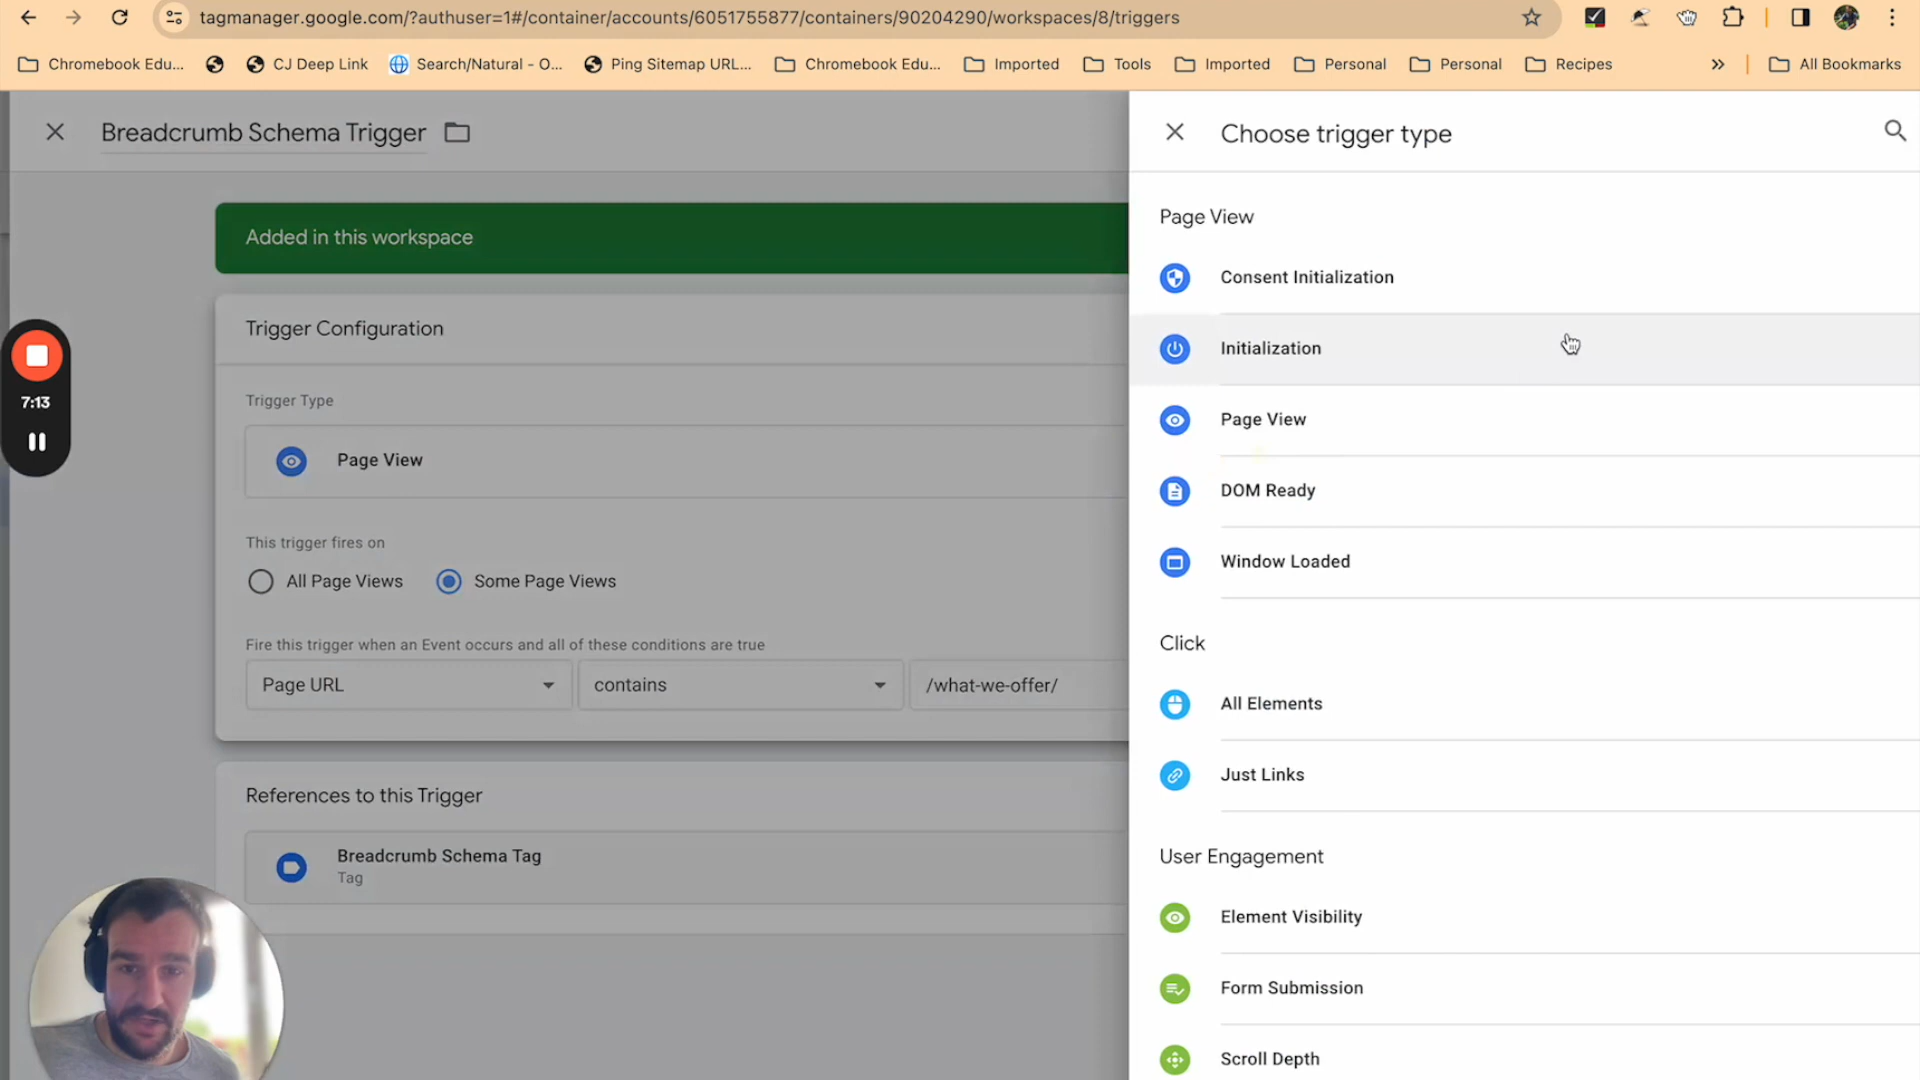 tagmanager.google.com/?authuser=1#/container/accounts/6051755877/containers/90204290/workspaces/8/triggers
Chromebook Edu... CJ Deep Link Search/Natural - O... Ping Sitemap URL... Chromebook Edu... Imported Tools Imported Personal Personal Recipes » All Bookmarks
Breadcrumb Schema Trigger
Added in this workspace
Trigger Configuration
Trigger Type
Page View
This trigger fires on
All Page Views Some Page Views
Fire this trigger when an Event occurs and all of these conditions are true
Page URL contains /what-we-offer/
References to this Trigger
Breadcrumb Schema Tag
Tag
7:13
Choose trigger type
Page View
Consent Initialization
Initialization
Page View
DOM Ready
Window Loaded
Click
All Elements
Just Links
User Engagement
Element Visibility
Form Submission
Scroll Depth